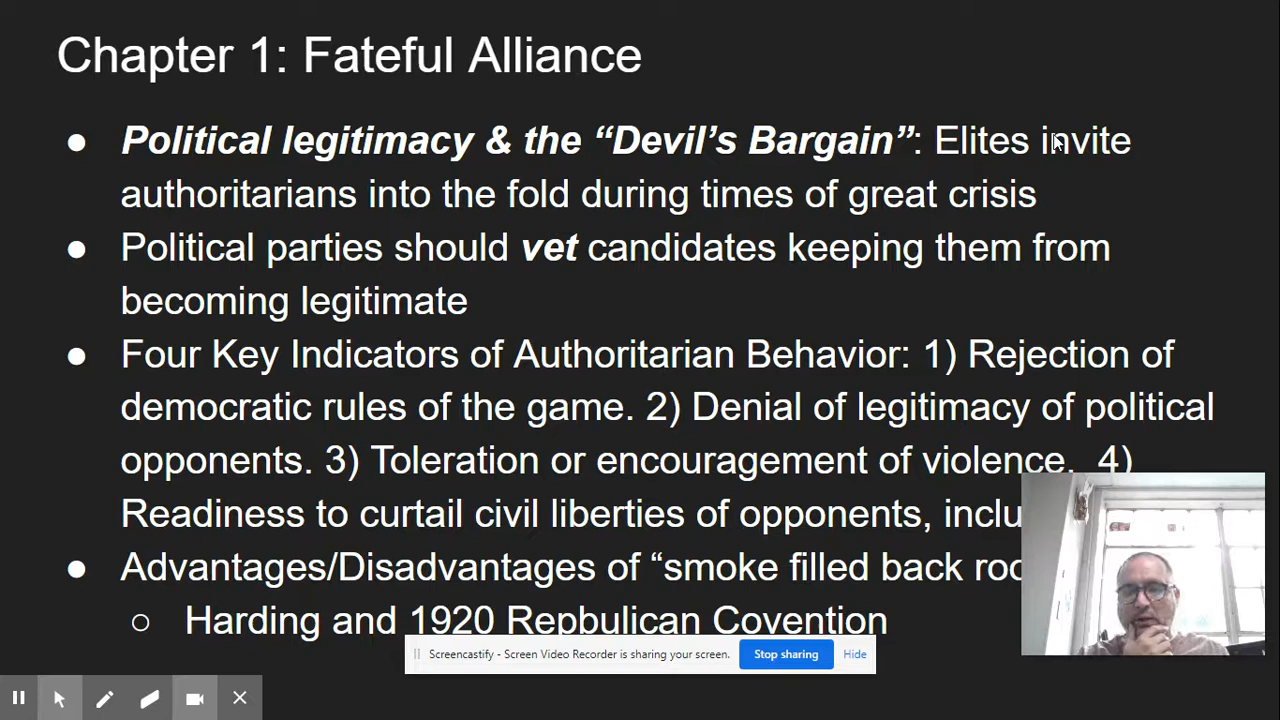 Chapter 1: Fateful Alliance
● Political legitimacy & the “Devil’s Bargain”: Elites invite
authoritarians into the fold during times of great crisis
● Political parties should vet candidates keeping them from
becoming legitimate
● Four Key Indicators of Authoritarian Behavior: 1) Rejection of
democratic rules of the game. 2) Denial of legitimacy of political
opponents. 3) Toleration or encouragement of violence. 4)
Readiness to curtail civil liberties of opponents,
● Advantages/Disadvantages of “smoke filled back
○ Harding and 1920 Repbulican Covention
Screencastify - Screen Video Recorder is sharing your screen. Stop sharing Hide